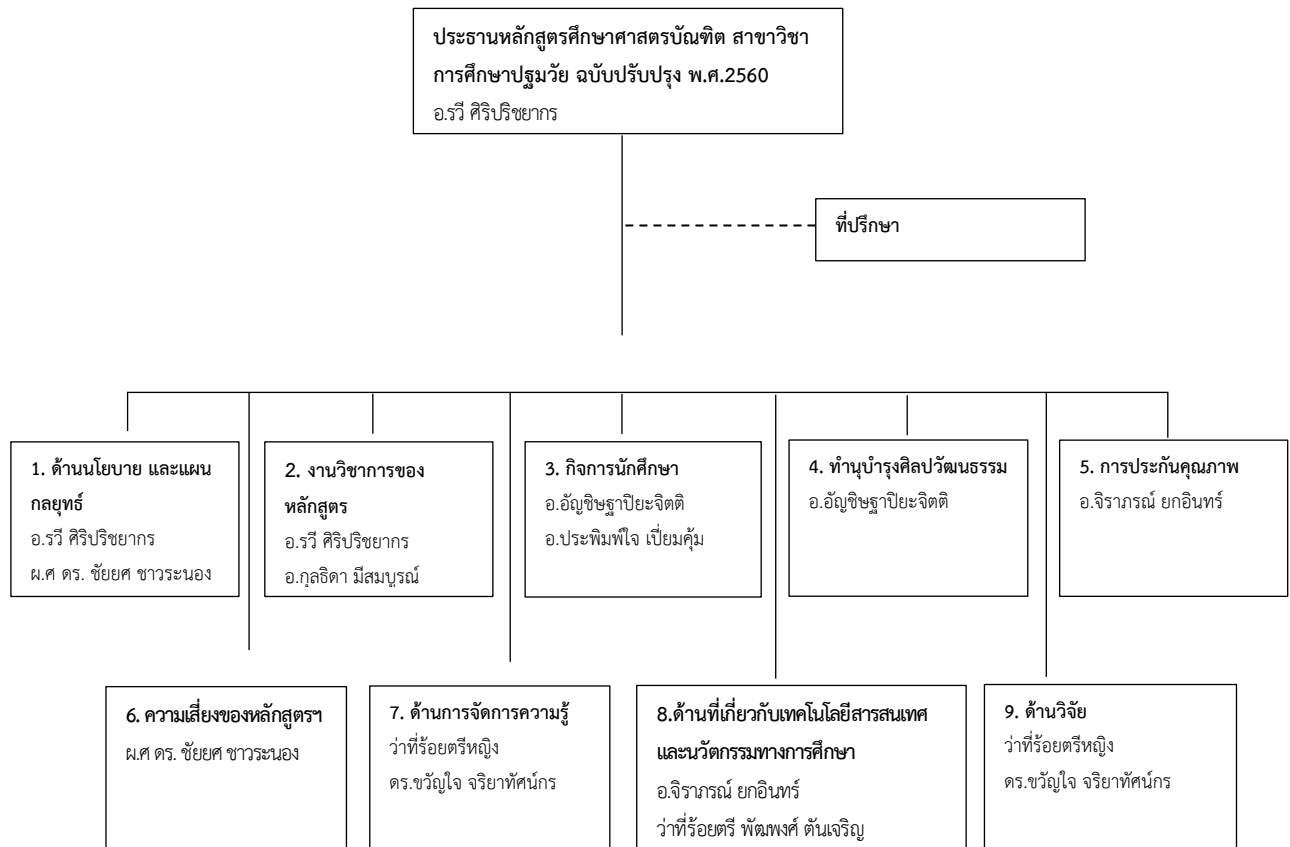 ประธานหลักสูตรศึกษาศาสตรบัณฑิต สาขาวิชา
การศึกษาปฐมวัย ฉบับปรับปรุง พ.ศ.2560
อ.รวี ศิริปริชยากร
ที่ปรึกษา
1. ด้านนโยบาย และแผน
กลยุทธ์
อ.รวี ศิริปริชยากร
ผ.ศ ดร. ชัยยศ ชาวระนอง
2. งานวิชาการของ
หลักสูตร
อ.รวี ศิริปริชยากร
อ.กุลธิดา มีสมบูรณ์
3. กิจการนักศึกษา
อ.อัญชิษฐาปิยะจิตติ
อ.ประพิมพ์ใจ เปี่ยมคุ้ม
4. ทำนุบำรุงศิลปวัฒนธรรม
อ.อัญชิษฐาปิยะจิตติ
5. การประกันคุณภาพ
อ.จิราภรณ์ ยกอินทร์
6. ความเสี่ยงของหลักสูตรฯ
ผ.ศ ดร. ชัยยศ ชาวระนอง
7. ด้านการจัดการความรู้
ว่าที่ร้อยตรีหญิง
ดร.ขวัญใจ จริยาทัศน์กร
8.ด้านที่เกี่ยวกับเทคโนโลยีสารสนเทศ
และนวัตกรรมทางการศึกษา
อ.จิราภรณ์ ยกอินทร์
ว่าที่ร้อยตรี พัฒพงศ์ ตันเจริญ
9. ด้านวิจัย
ว่าที่ร้อยตรีหญิง
ดร.ขวัญใจ จริยาทัศน์กร